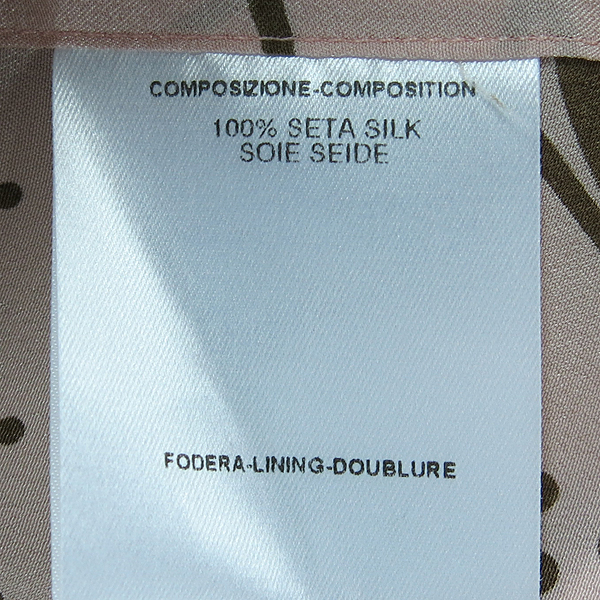 COMPOSIZIONE-COMPOSITION
100% SETA SILK
SOIE SEIDE
FODERA-LINING-DOUBLURE